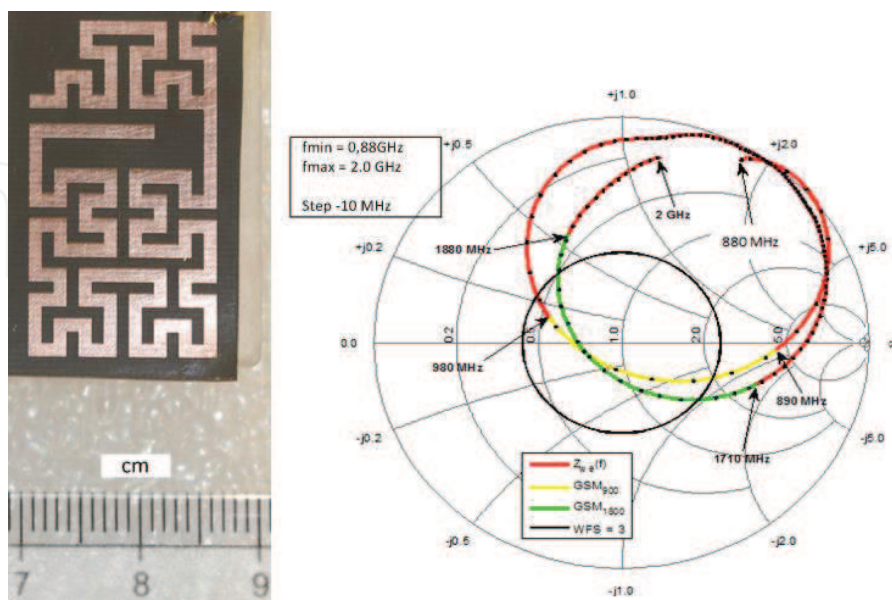 cm
7 8 9
fmin = 0,88GHz
fmax = 2.0 GHz
Step -10 MHz
+j1.0
+j0.5
+j2.0
+j0.2
+j5.0
2 GHz
880 MHz
1880 MHz
0.0
0.2
0.5
1.0
2.0
5.0
980 MHz
890 MHz
1710 MHz
-j0.2
-j5.0
GSM900
GSM1800
WFS = 3
-j0.5
-j2.0
-j1.0